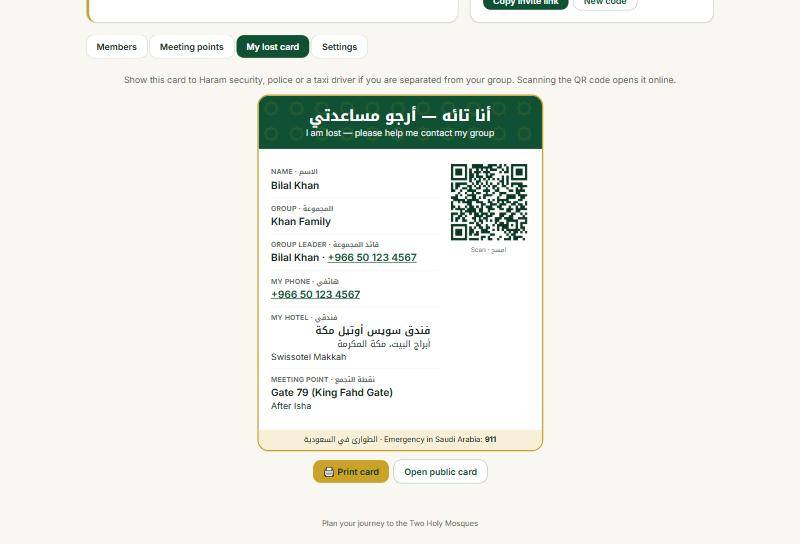 Copy invite link
New code
Members
Meeting points
My lost card
Settings
Show this card to Haram security, police or a taxi driver if you are separated from your group. Scanning the QR code opens it online.
أنا تائه — أرجو مساعدتي
I am lost — please help me contact my group
NAME · الاسم
Bilal Khan
GROUP · المجموعة
Khan Family
GROUP LEADER · قائد المجموعة
Bilal Khan · +966 50 123 4567
MY PHONE · هاتفي
+966 50 123 4567
MY HOTEL · فندقي
فندق سويس أوتيل مكة
أبراج البيت، مكة المكرمة
Swissotel Makkah
MEETING POINT · نقطة التجمع
Gate 79 (King Fahd Gate)
After Isha
Scan · امسح
الطوارئ في السعودية · Emergency in Saudi Arabia: 911
Print card
Open public card
Plan your journey to the Two Holy Mosques